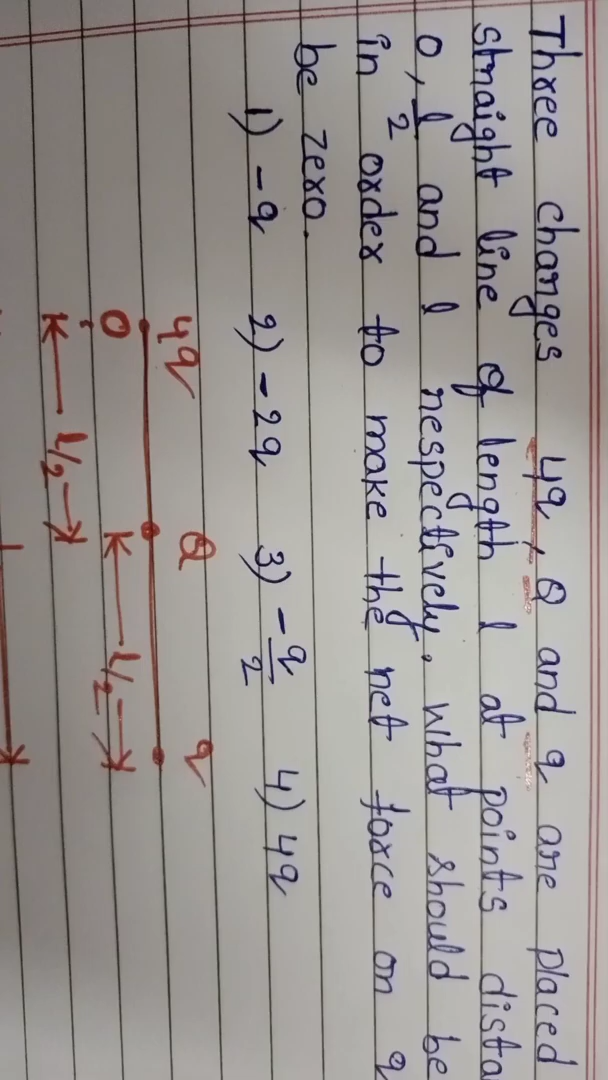 Three charges 4q, Q and q are placed
straight line of length l at points dista
0, l/2 and l respectively. what should be
in order to make the net force on q
be zero.
1) -q 2) -2q 3) -q/2 4) 4q
4q Q q
O K l/2
K l/2
l